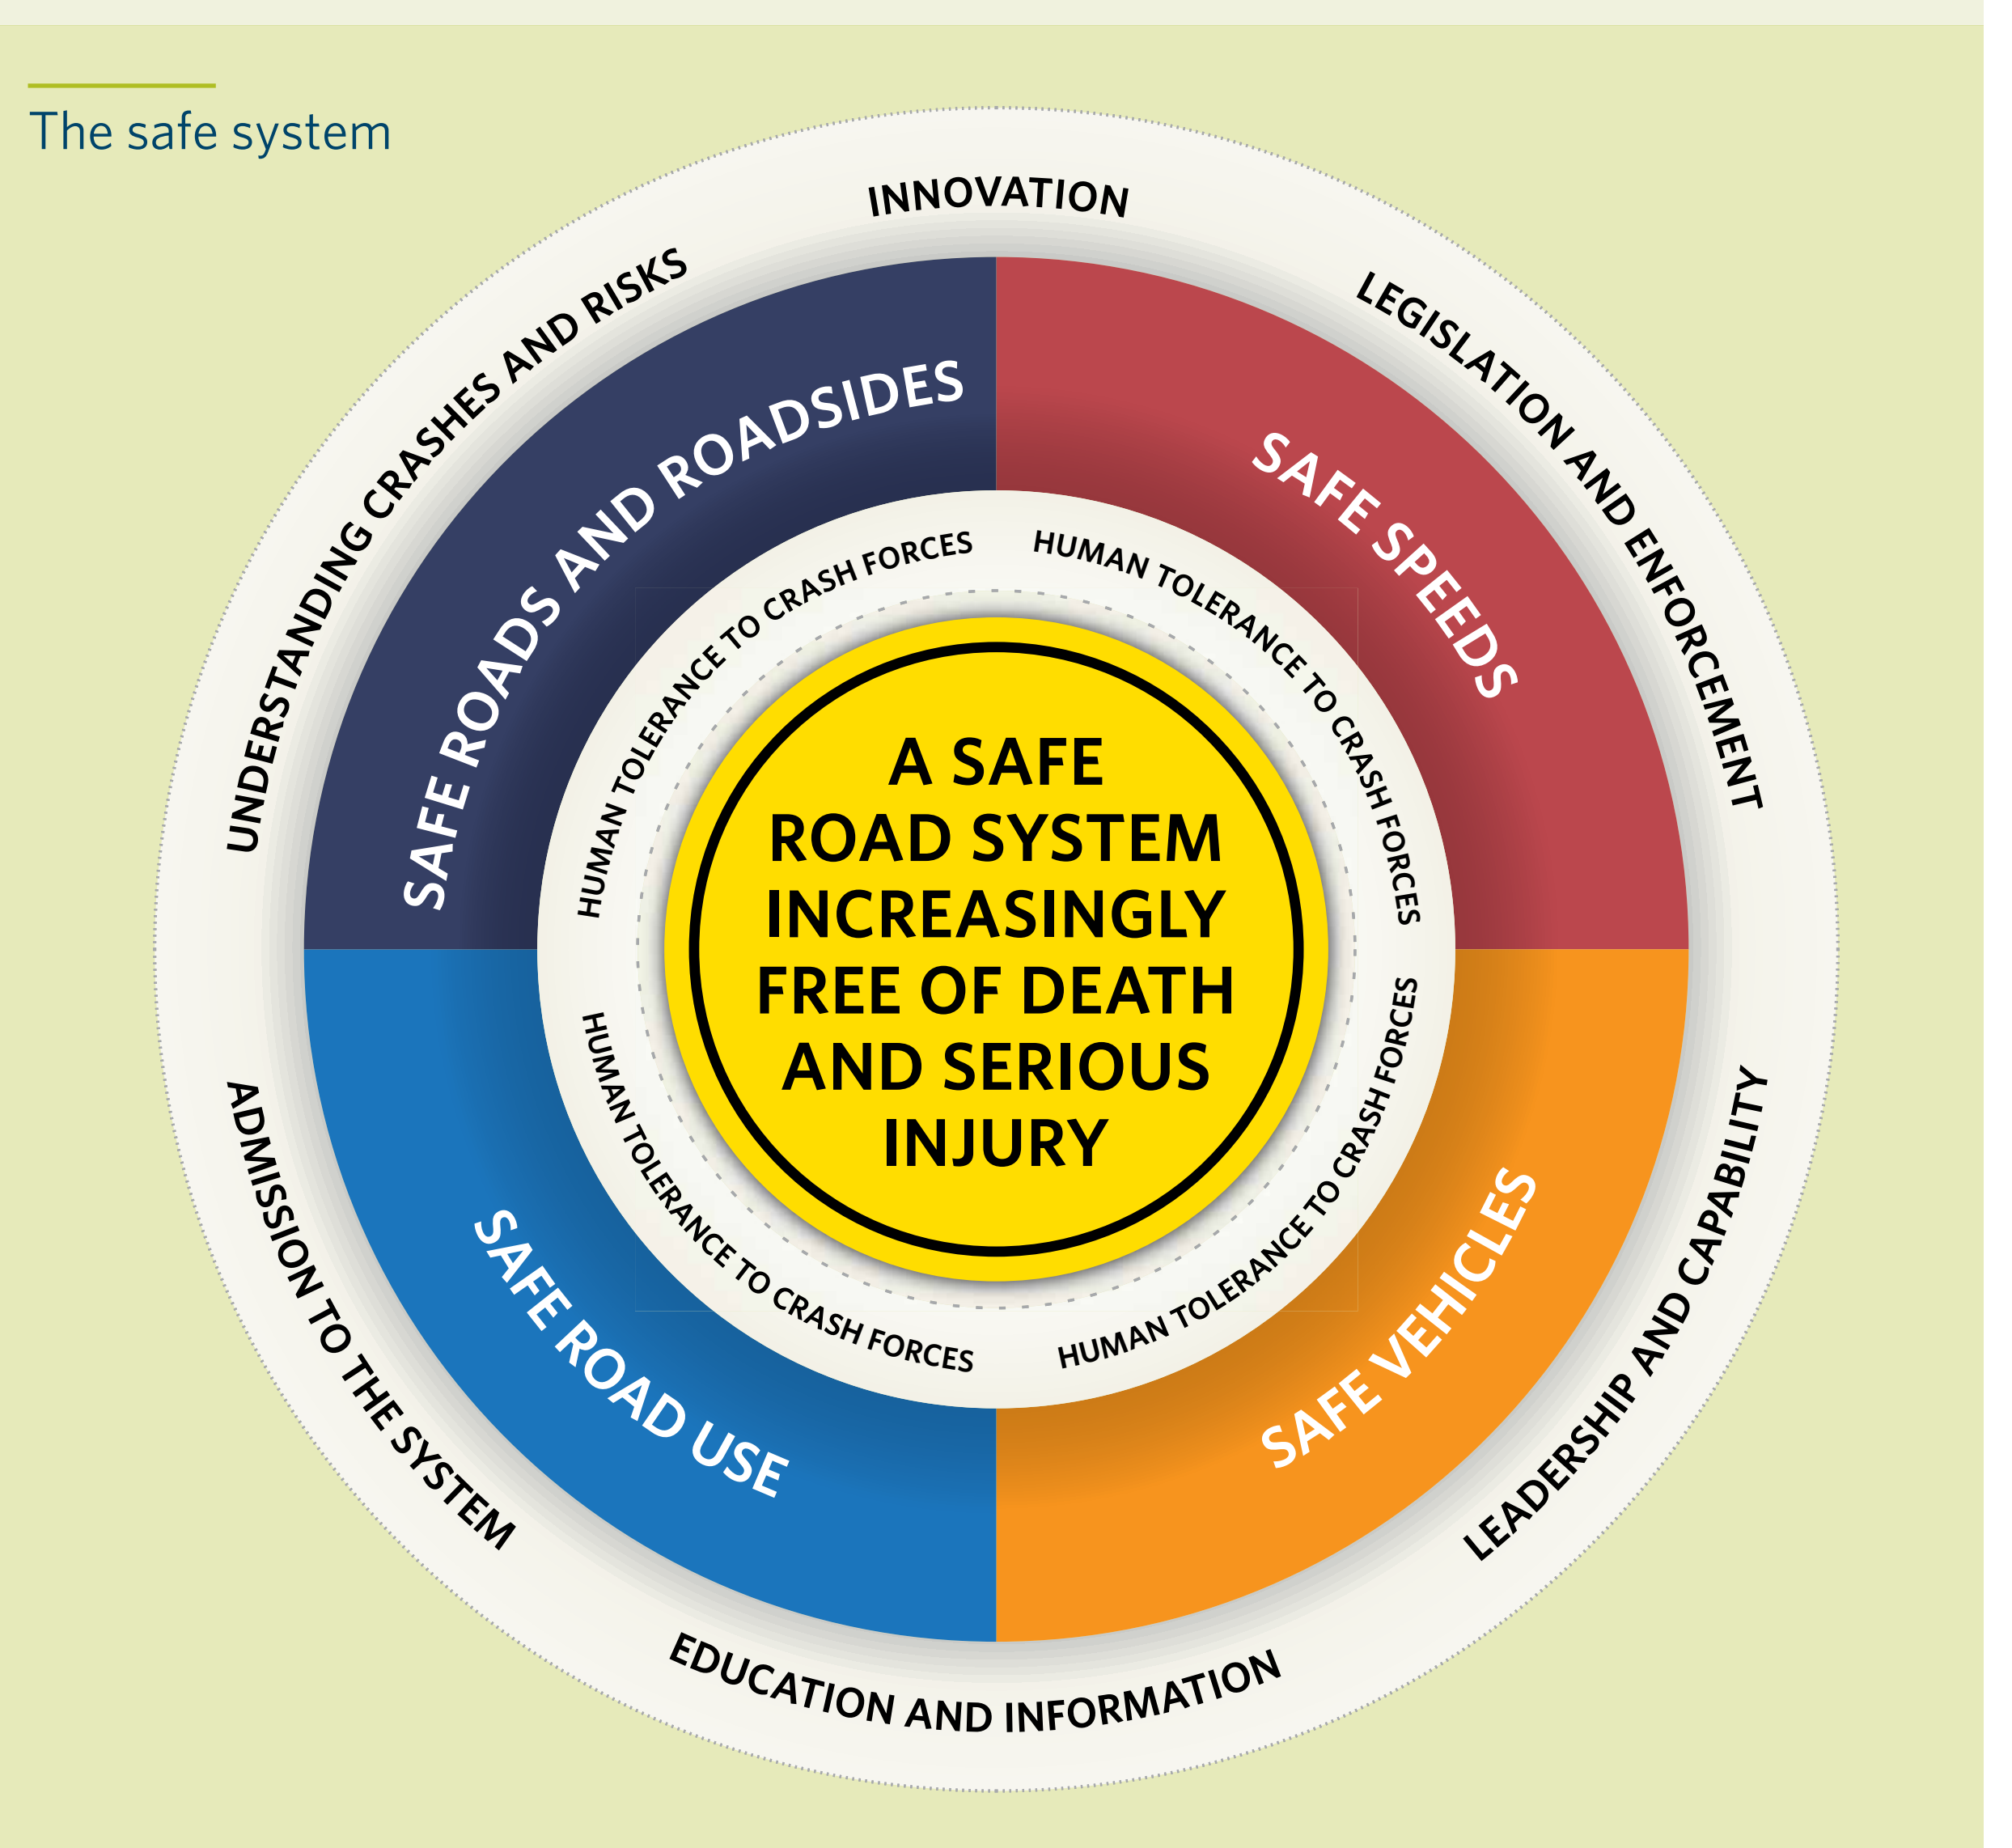 The safe system
INNOVATION
LEGISLATION AND ENFORCEMENT
LEADERSHIP AND CAPABILITY
EDUCATION AND INFORMATION
ADMISSION TO THE SYSTEM
UNDERSTANDING CRASHES AND RISKS
SAFE ROADS AND ROADSIDES
SAFE SPEEDS
SAFE VEHICLES
SAFE ROAD USE
HUMAN TOLERANCE TO CRASH FORCES
HUMAN TOLERANCE TO CRASH FORCES
HUMAN TOLERANCE TO CRASH FORCES
HUMAN TOLERANCE TO CRASH FORCES
A SAFE
ROAD SYSTEM
INCREASINGLY
FREE OF DEATH
AND SERIOUS
INJURY